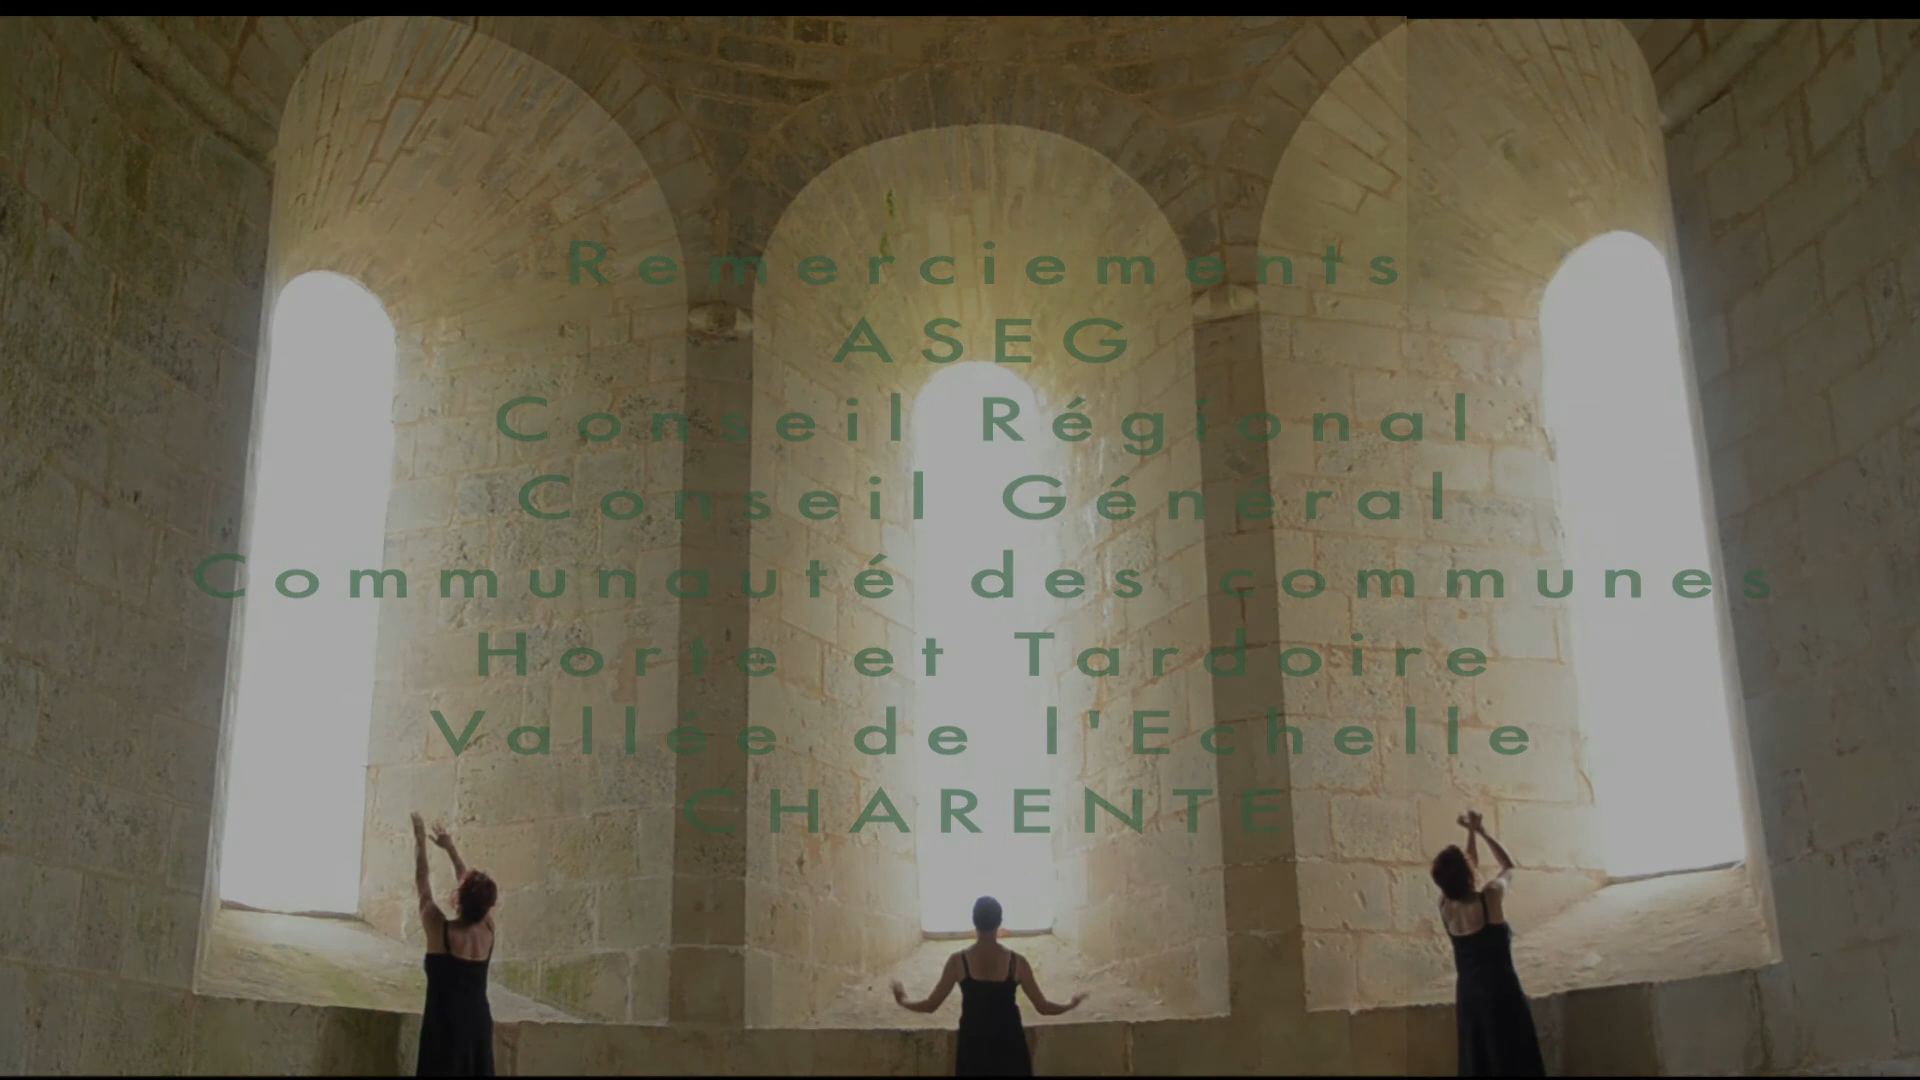 Remerciements
ASEG
Conseil Régional
Conseil Général
Communauté des communes
Horte et Tardoire
Vallée de l'Echelle
CHARENTE